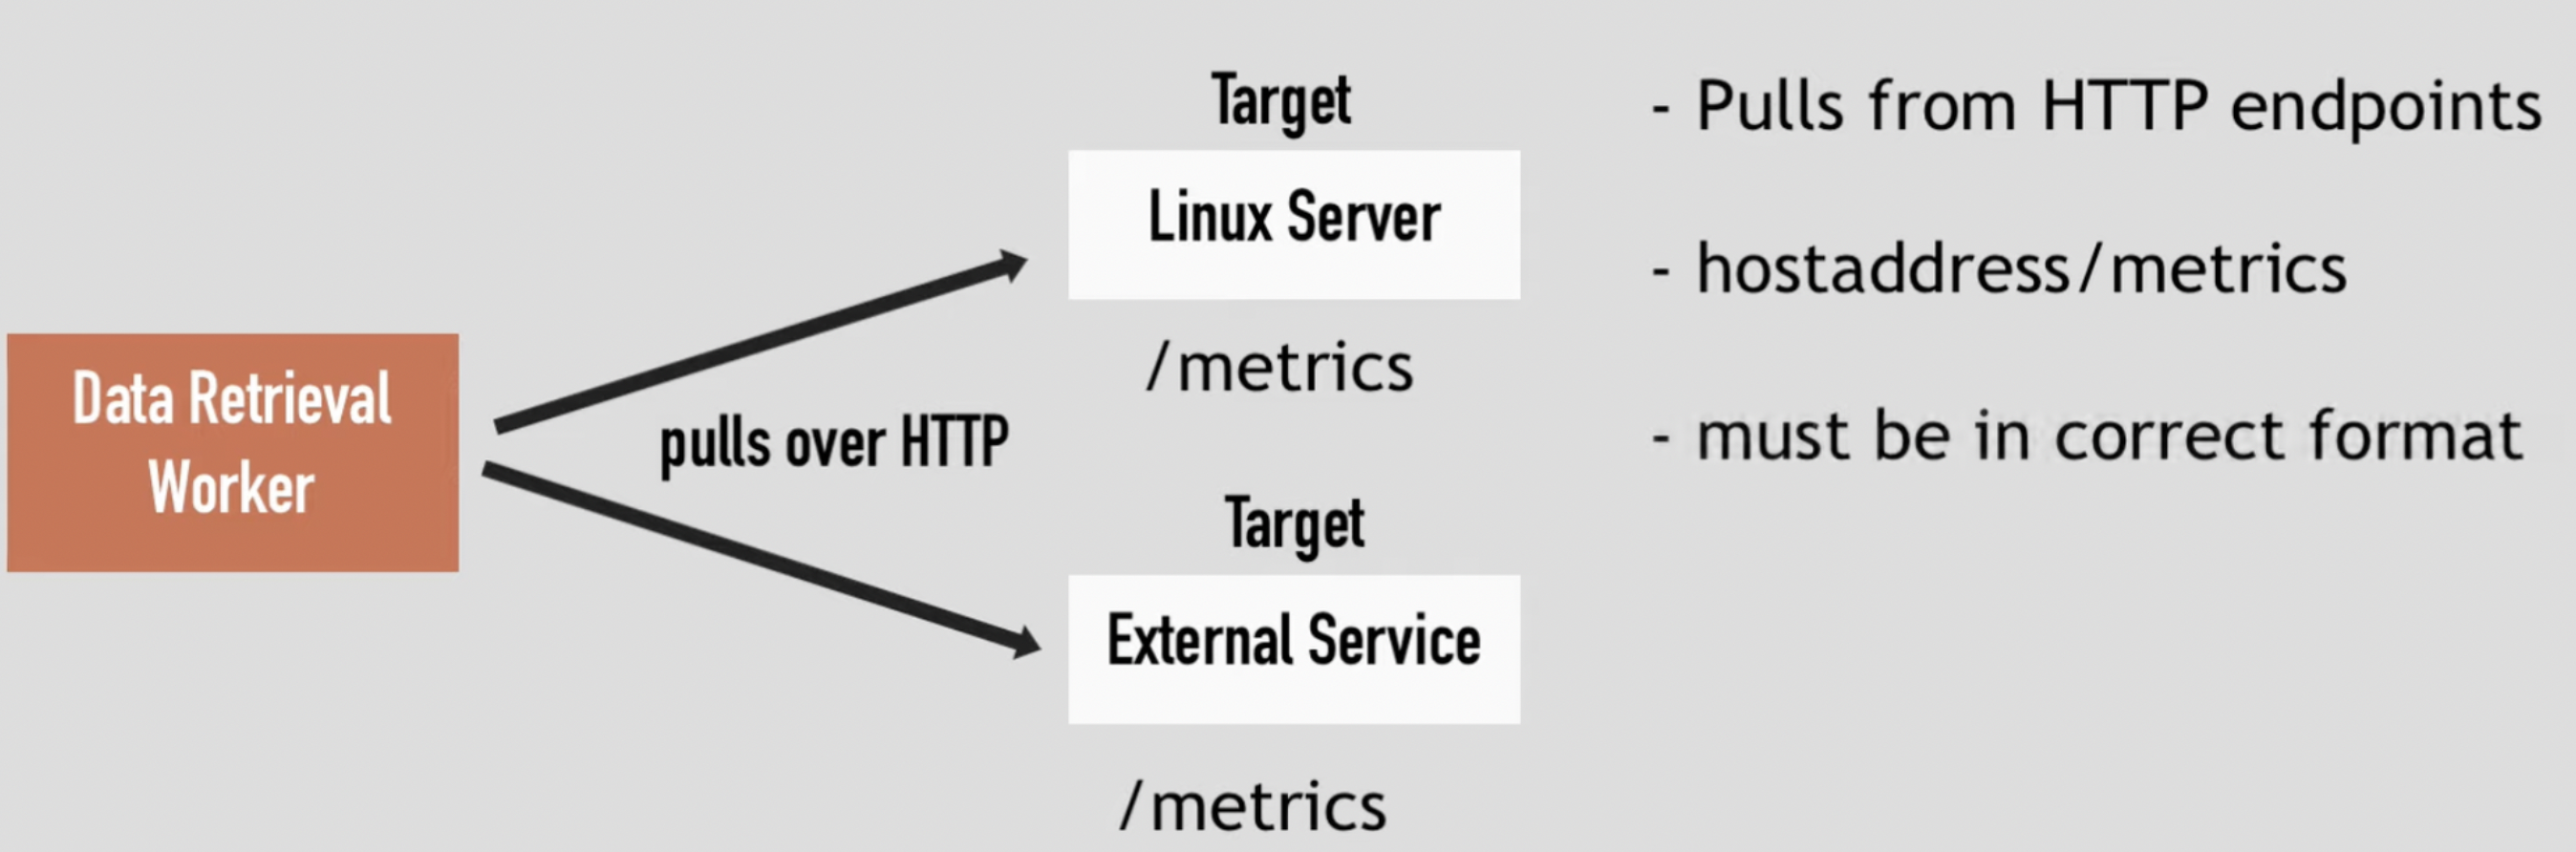 Data Retrieval
Worker
pulls over HTTP
Target
Linux Server
/metrics
Target
External Service
/metrics
- Pulls from HTTP endpoints
- hostaddress/metrics
- must be in correct format